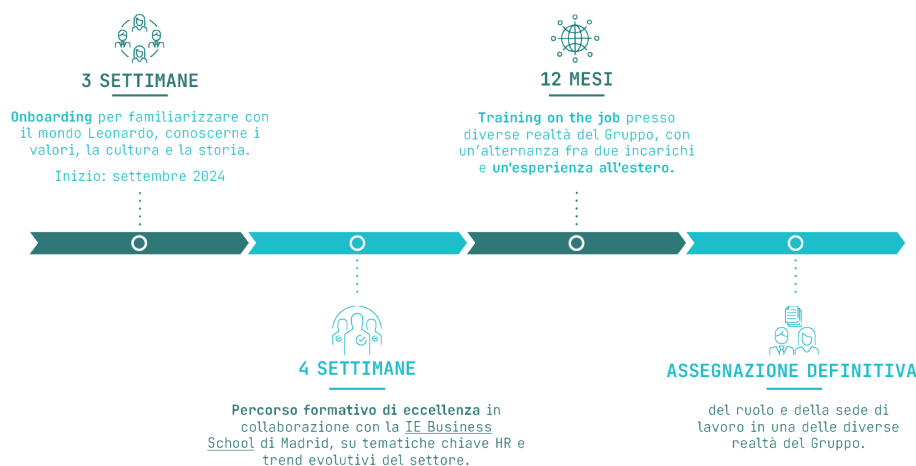 3 SETTIMANE
Onboarding per familiarizzare con
il mondo Leonardo, conoscerne i
valori, la cultura e la storia.
Inizio: settembre 2024
12 MESI
Training on the job presso
diverse realtà del Gruppo, con
un'alternanza fra due incarichi
e un'esperienza all'estero.
4 SETTIMANE
Percorso formativo di eccellenza in
collaborazione con la IE Business
School di Madrid, su tematiche chiave HR e
trend evolutivi del settore.
ASSEGNAZIONE DEFINITIVA
del ruolo e della sede di
lavoro in una delle diverse
realtà del Gruppo.